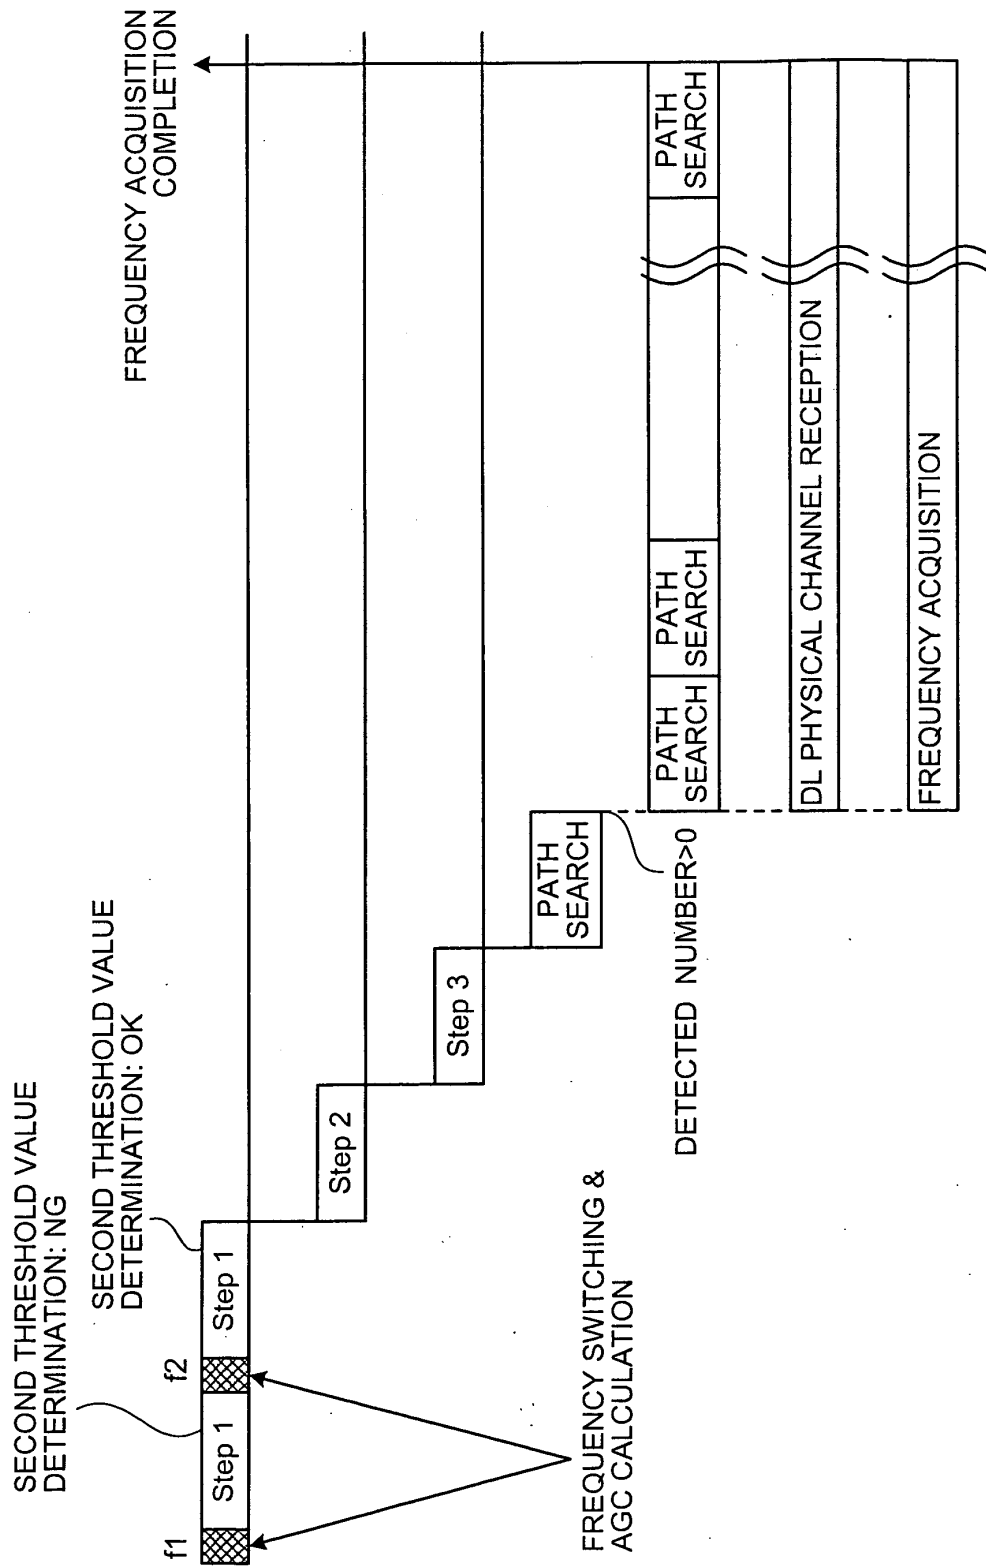 SECOND THRESHOLD VALUE
DETERMINATION: NG
SECOND THRESHOLD VALUE
DETERMINATION: OK
FREQUENCY ACQUISITION
COMPLETION
f1
Step 1
f2
Step 1
Step 2
Step 3
PATH
SEARCH
PATH
SEARCH
PATH
SEARCH
PATH
SEARCH
DETECTED NUMBER>0
DL PHYSICAL CHANNEL RECEPTION
FREQUENCY ACQUISITION
FREQUENCY SWITCHING &
AGC CALCULATION